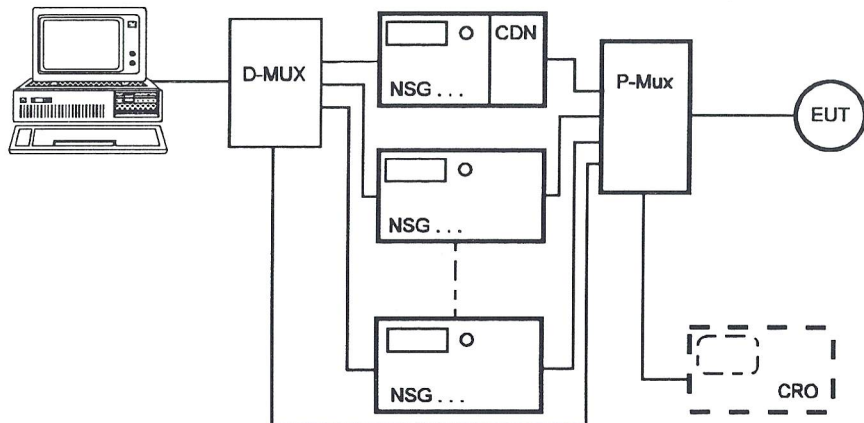 CDN
D-MUX
P-Mux
NSG . . .
EUT
NSG . . .
NSG . . .
CRO